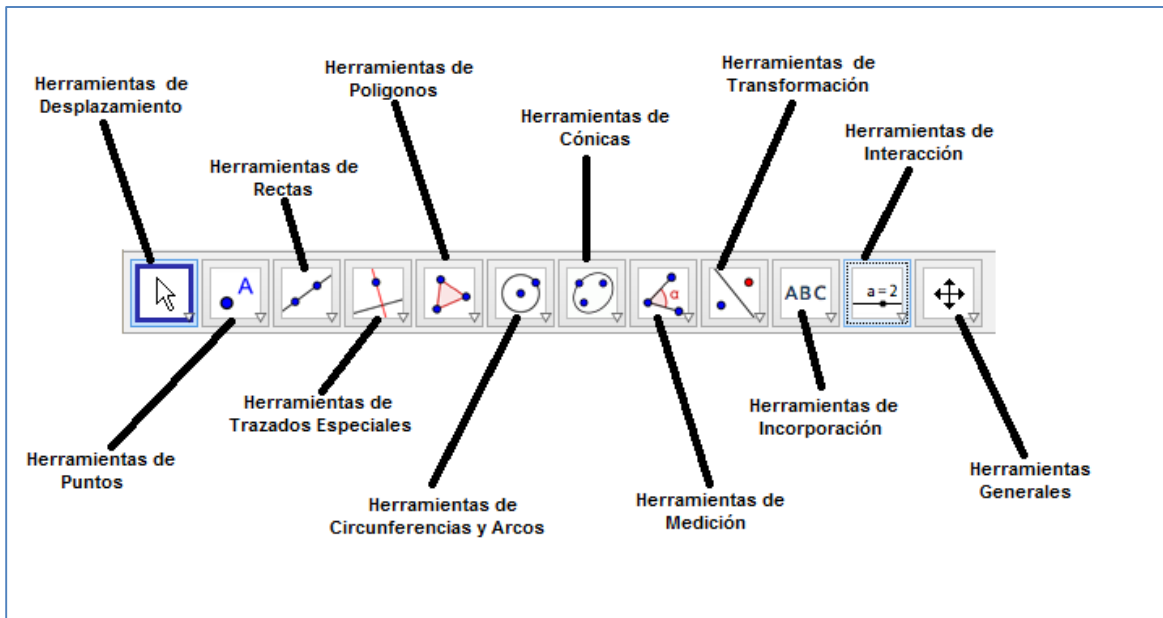 Herramientas de
Desplazamiento
Herramientas de
Poligonos
Herramientas de
Transformación
Herramientas de
Cónicas
Herramientas de
Interacción
Herramientas de
Rectas
A
α
ABC
a = 2
Herramientas de
Trazados Especiales
Herramientas de
Incorporación
Herramientas de
Puntos
Herramientas de
Circunferencias y Arcos
Herramientas de
Medición
Herramientas
Generales